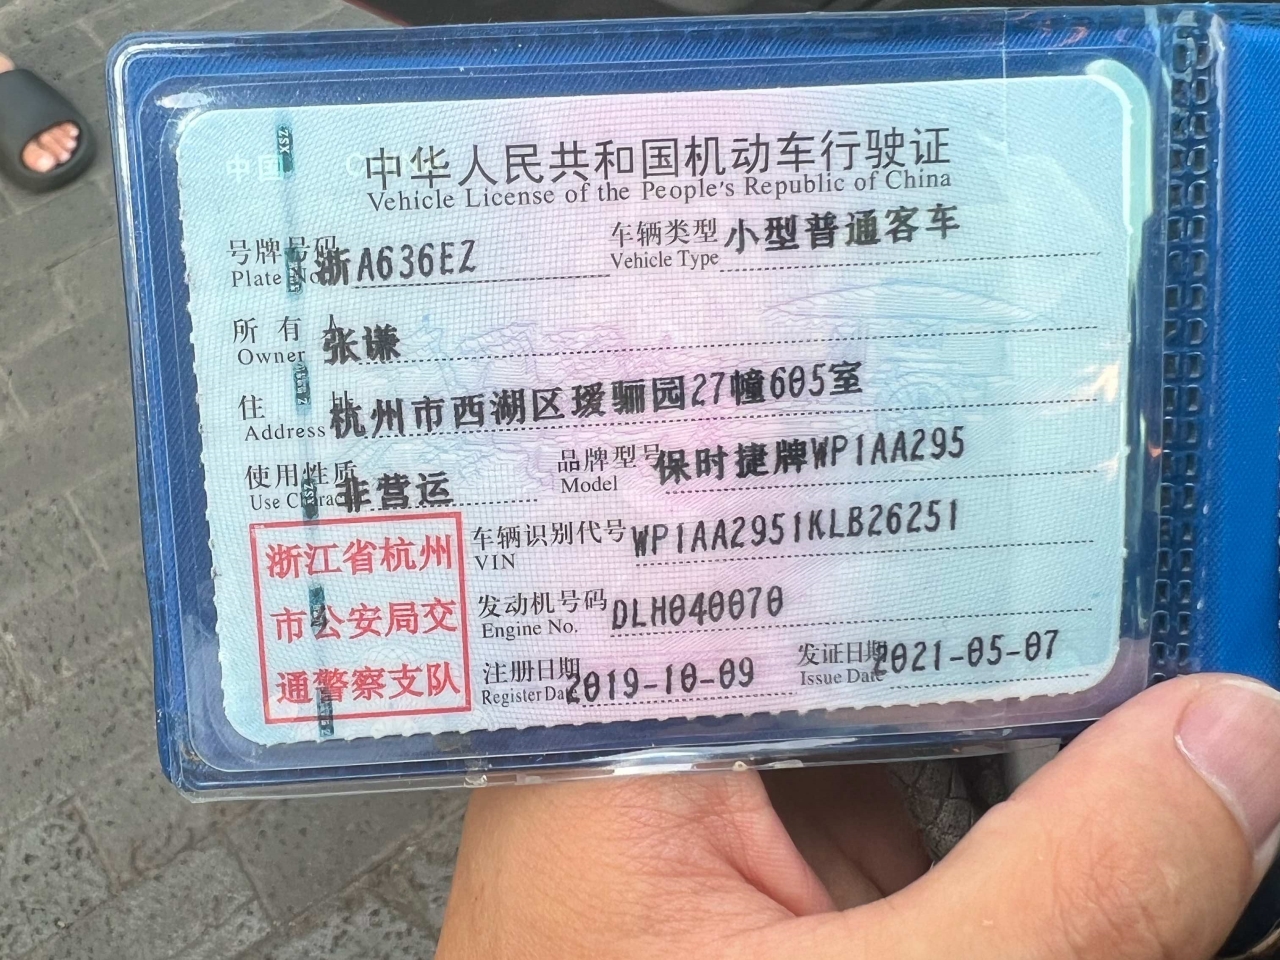 中华人民共和国机动车行驶证
Vehicle License of the People's Republic of China
号牌号码 浙A636EZ 车辆类型 小型普通客车
Plate No. Vehicle Type
所有人 张谦
Owner
住址 杭州市西湖区瑷骊园27幢605室
Address
使用性质 非营运 品牌型号 保时捷牌WP1AA295
Use Character Model
车辆识别代号 WP1AA2951KLB26251
VIN
发动机号码 DLH040070
Engine No.
注册日期 2019-10-09 发证日期 2021-05-07
Register Date Issue Date
浙江省杭州
市公安局交
通警察支队